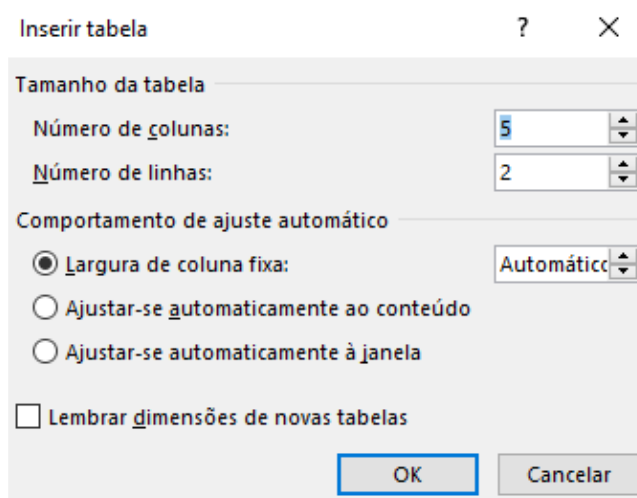 Inserir tabela ? ×
Tamanho da tabela
Número de colunas: 5
Número de linhas: 2
Comportamento de ajuste automático
Largura de coluna fixa: Automático
Ajustar-se automaticamente ao conteúdo
Ajustar-se automaticamente à janela
Lembrar dimensões de novas tabelas
OK Cancelar